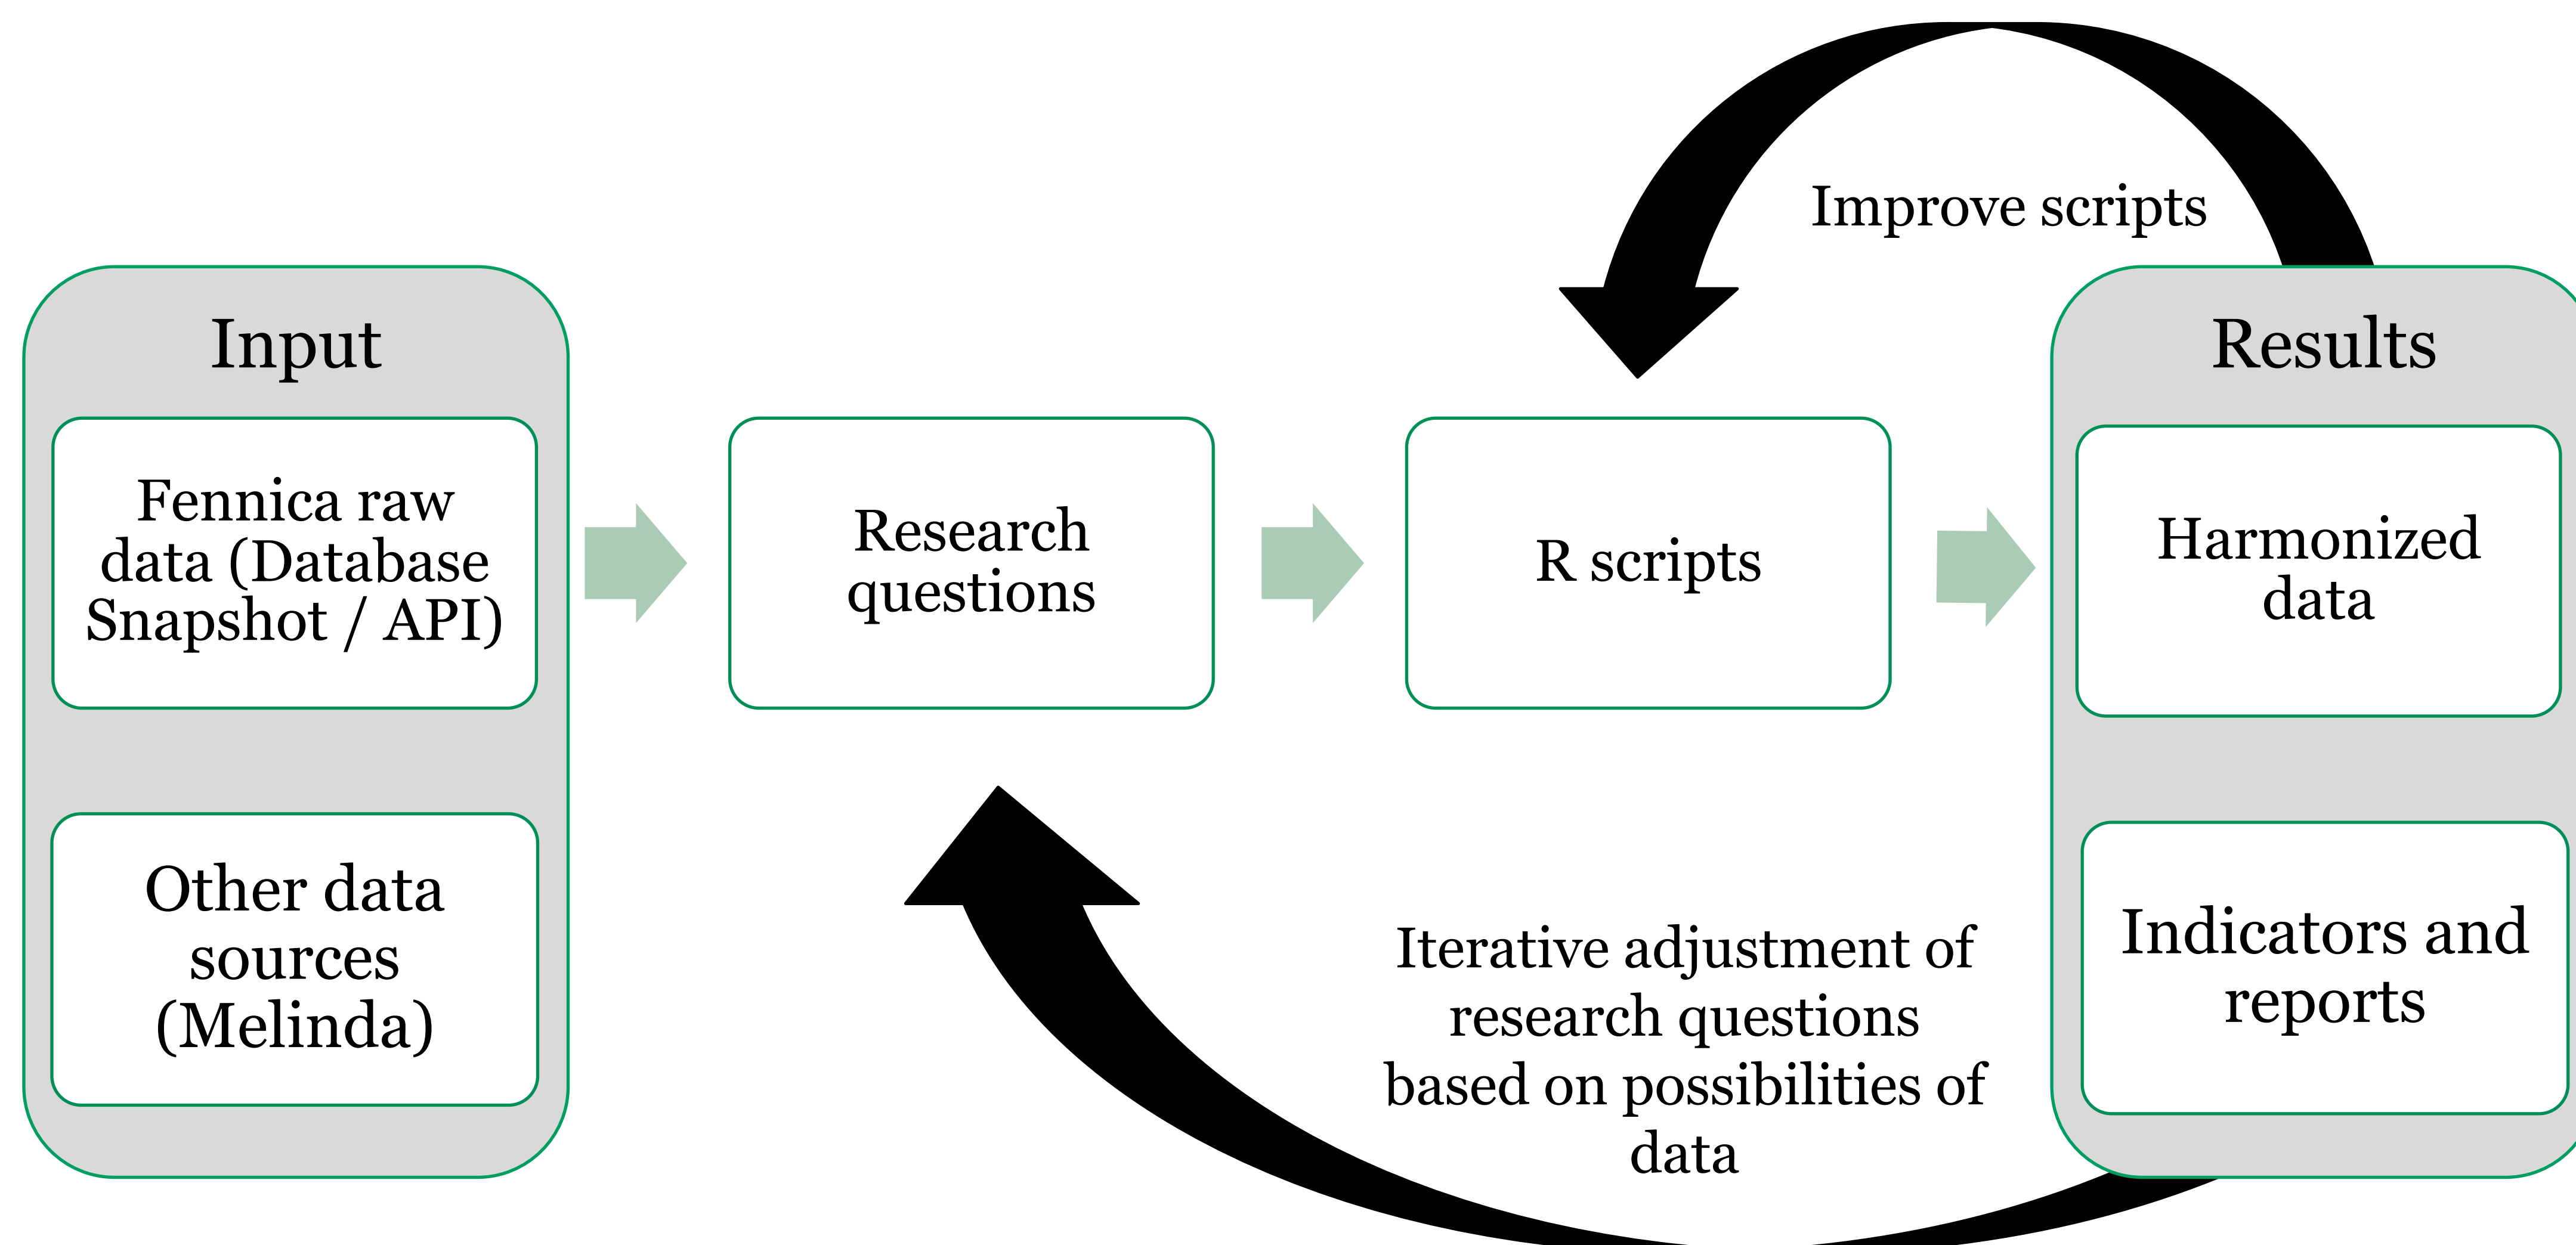 Improve scripts
Input
Fennica raw
data (Database
Snapshot / API)
Other data
sources
(Melinda)
Research
questions
R scripts
Results
Harmonized
data
Indicators and
reports
Iterative adjustment of
research questions
based on possibilities of
data